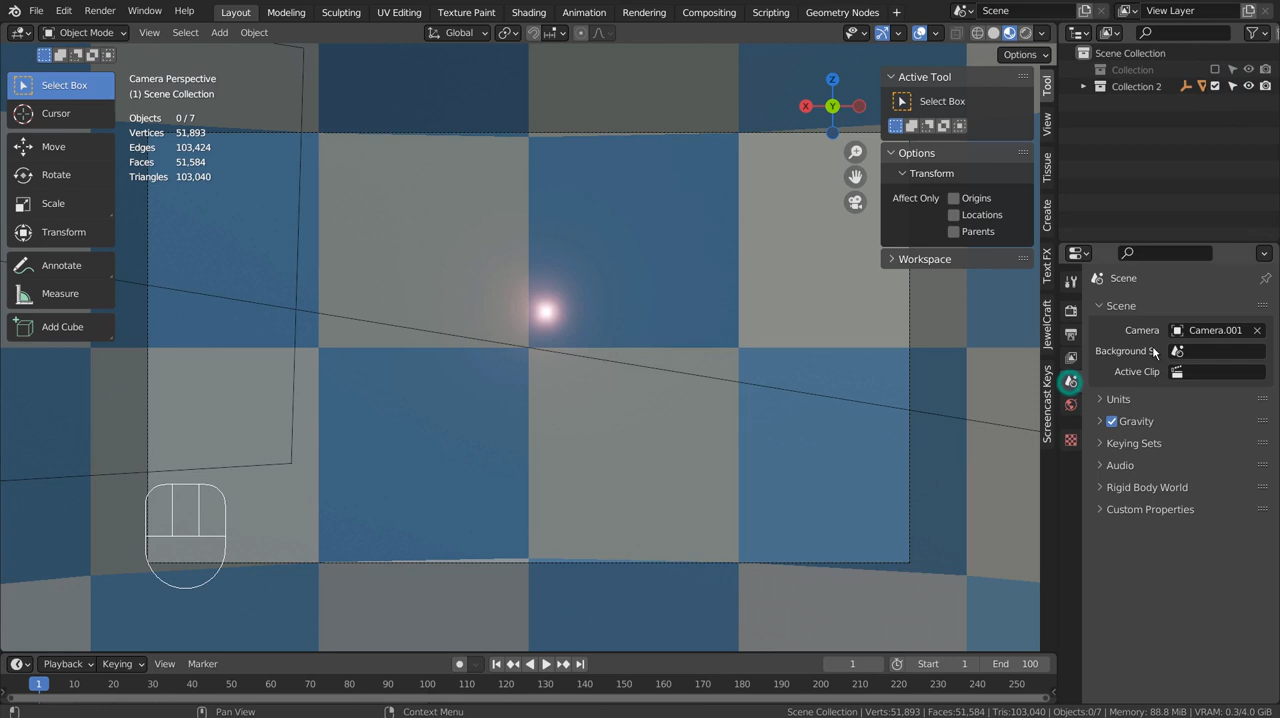 File Edit Render Window Help Layout Modeling Sculpting UV Editing Texture Paint Shading Animation Rendering Compositing Scripting Geometry Nodes + Scene View Layer
Object Mode View Select Add Object Global Options
Select Box
Cursor
Move
Rotate
Scale
Transform
Annotate
Measure
Add Cube
Camera Perspective
(1) Scene Collection
Objects 0/7
Vertices 51,893
Edges 103,424
Faces 51,584
Triangles 103,040
Z
X
Y
Active Tool
Select Box
Options
Transform
Affect Only Origins
Locations
Parents
Workspace
Tool
View
Tissue
Create
Text FX
JewelCraft
Screencast Keys
Scene Collection
Collection
Collection 2
Scene
Scene
Camera Camera.001
Background S
Active Clip
Units
Gravity
Keying Sets
Audio
Rigid Body World
Custom Properties
Playback Keying View Marker 1 Start 1 End 100
1 10 20 30 40 50 60 70 80 90 100 110 120 130 140 150 160 170 180 190 200 210 220 230 240 250
Pan View Context Menu Scene Collection | Verts:51,893 | Faces:51,584 | Tris:103,040 | Objects:0/7 | Memory: 88.8 MiB | VRAM: 0.3/4.0 GiB